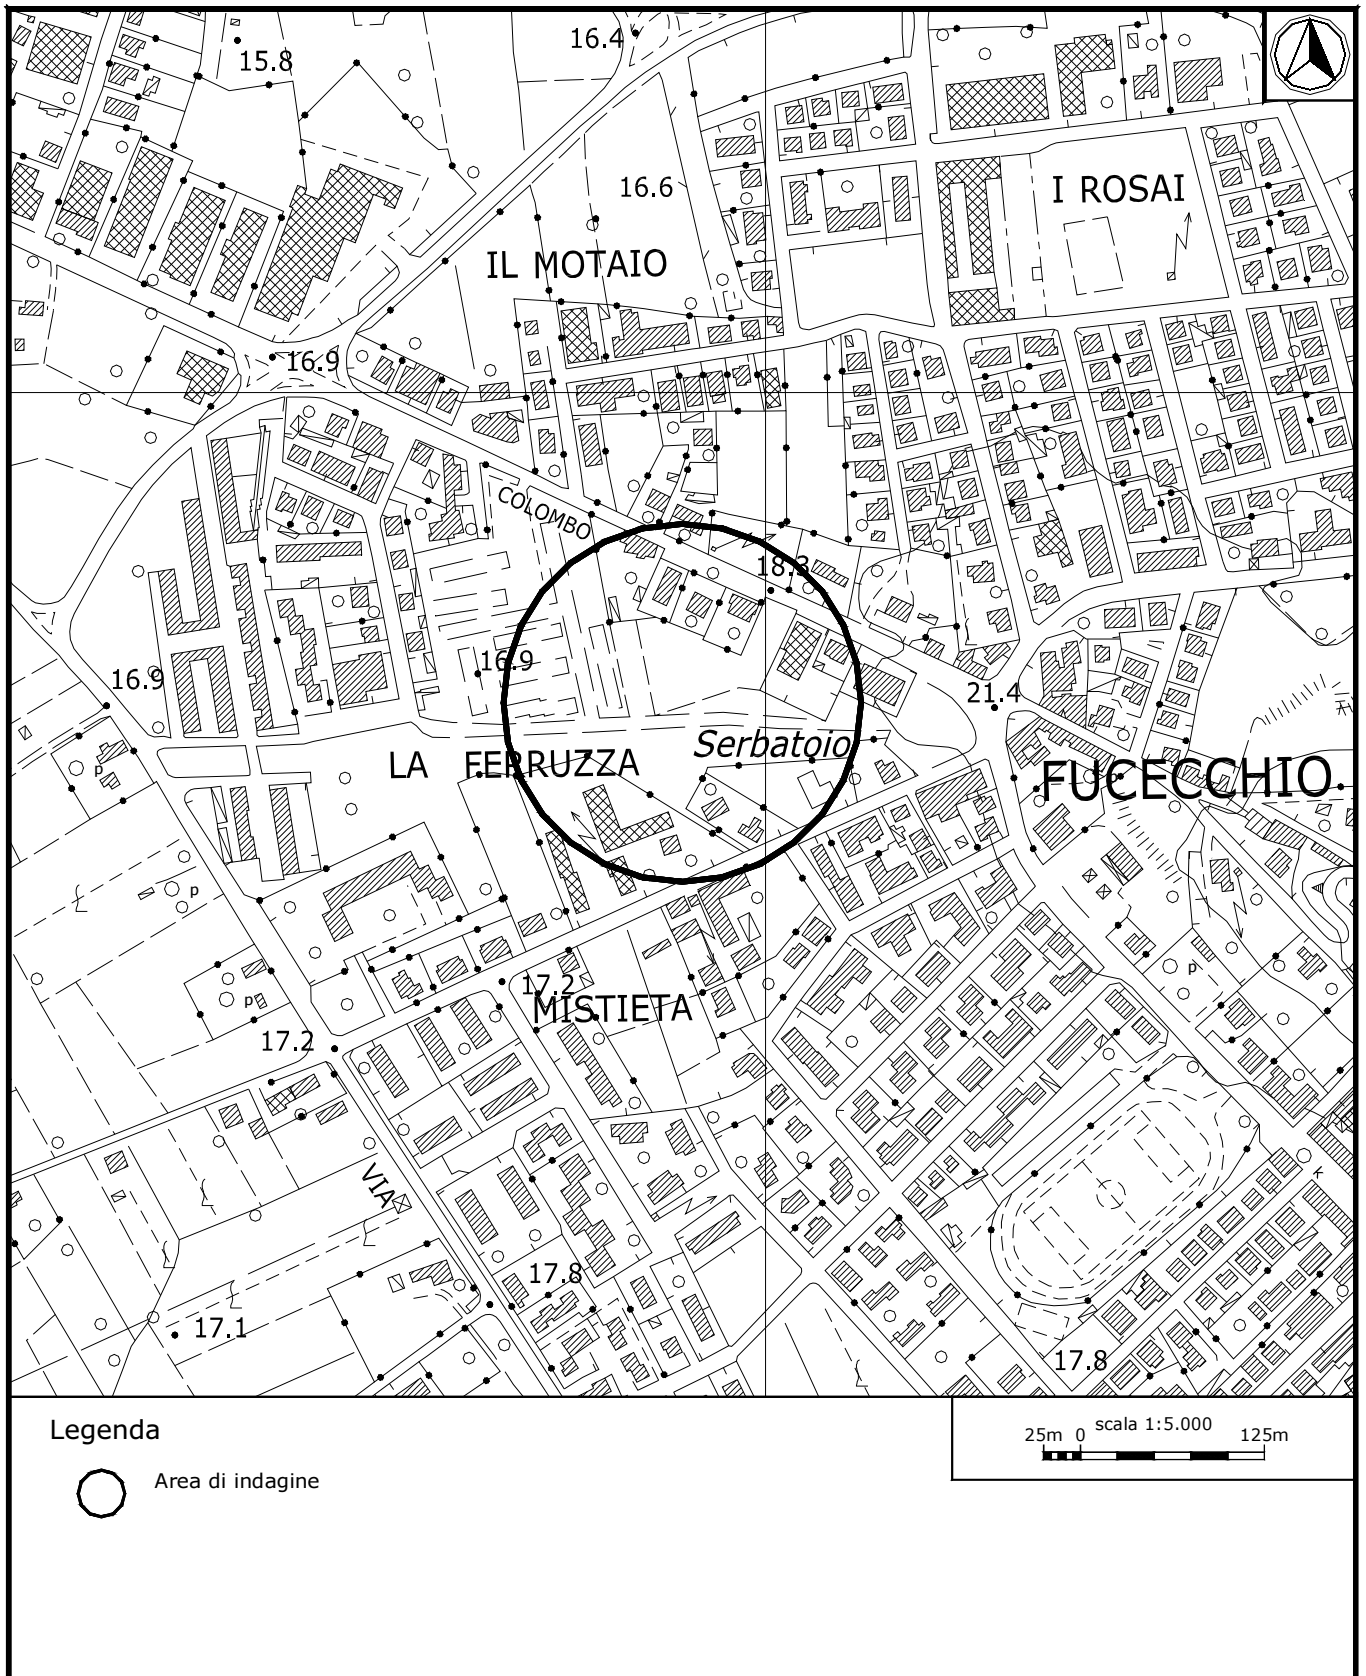 16.4
15.8
16.6
I ROSAI
IL MOTAIO
16.9
COLOMBO
18.3
16.9
16.9
21.4
Serbatoio
LA FERRUZZA
FUCECCHIO
p
p
p
p
17.2
MISTIETA
17.2
VIA
K
17.8
17.1
17.8
Legenda
Area di indagine
scala 1:5.000
25m 0 125m